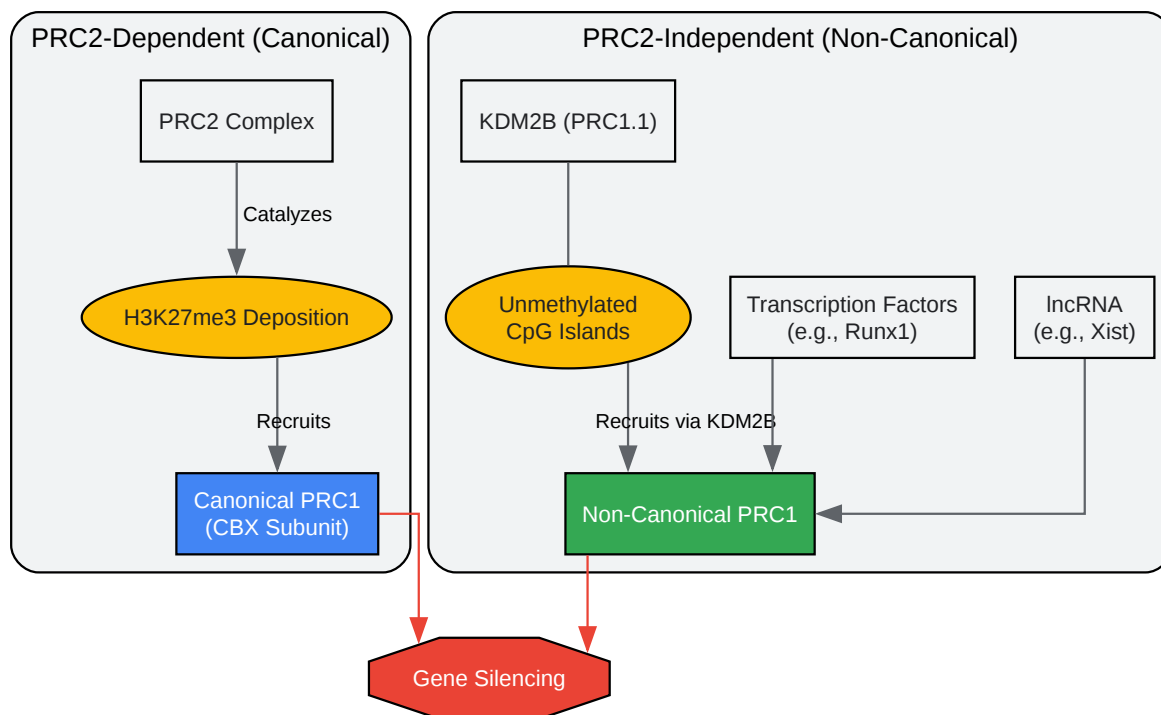 PRC2-Dependent (Canonical)
PRC2 Complex
Catalyzes
H3K27me3 Deposition
Recruits
Canonical PRC1
(CBX Subunit)
PRC2-Independent (Non-Canonical)
KDM2B (PRC1.1)
Unmethylated
CpG Islands
Transcription Factors
(e.g., Runx1)
lncRNA
(e.g., Xist)
Recruits via KDM2B
Non-Canonical PRC1
Gene Silencing